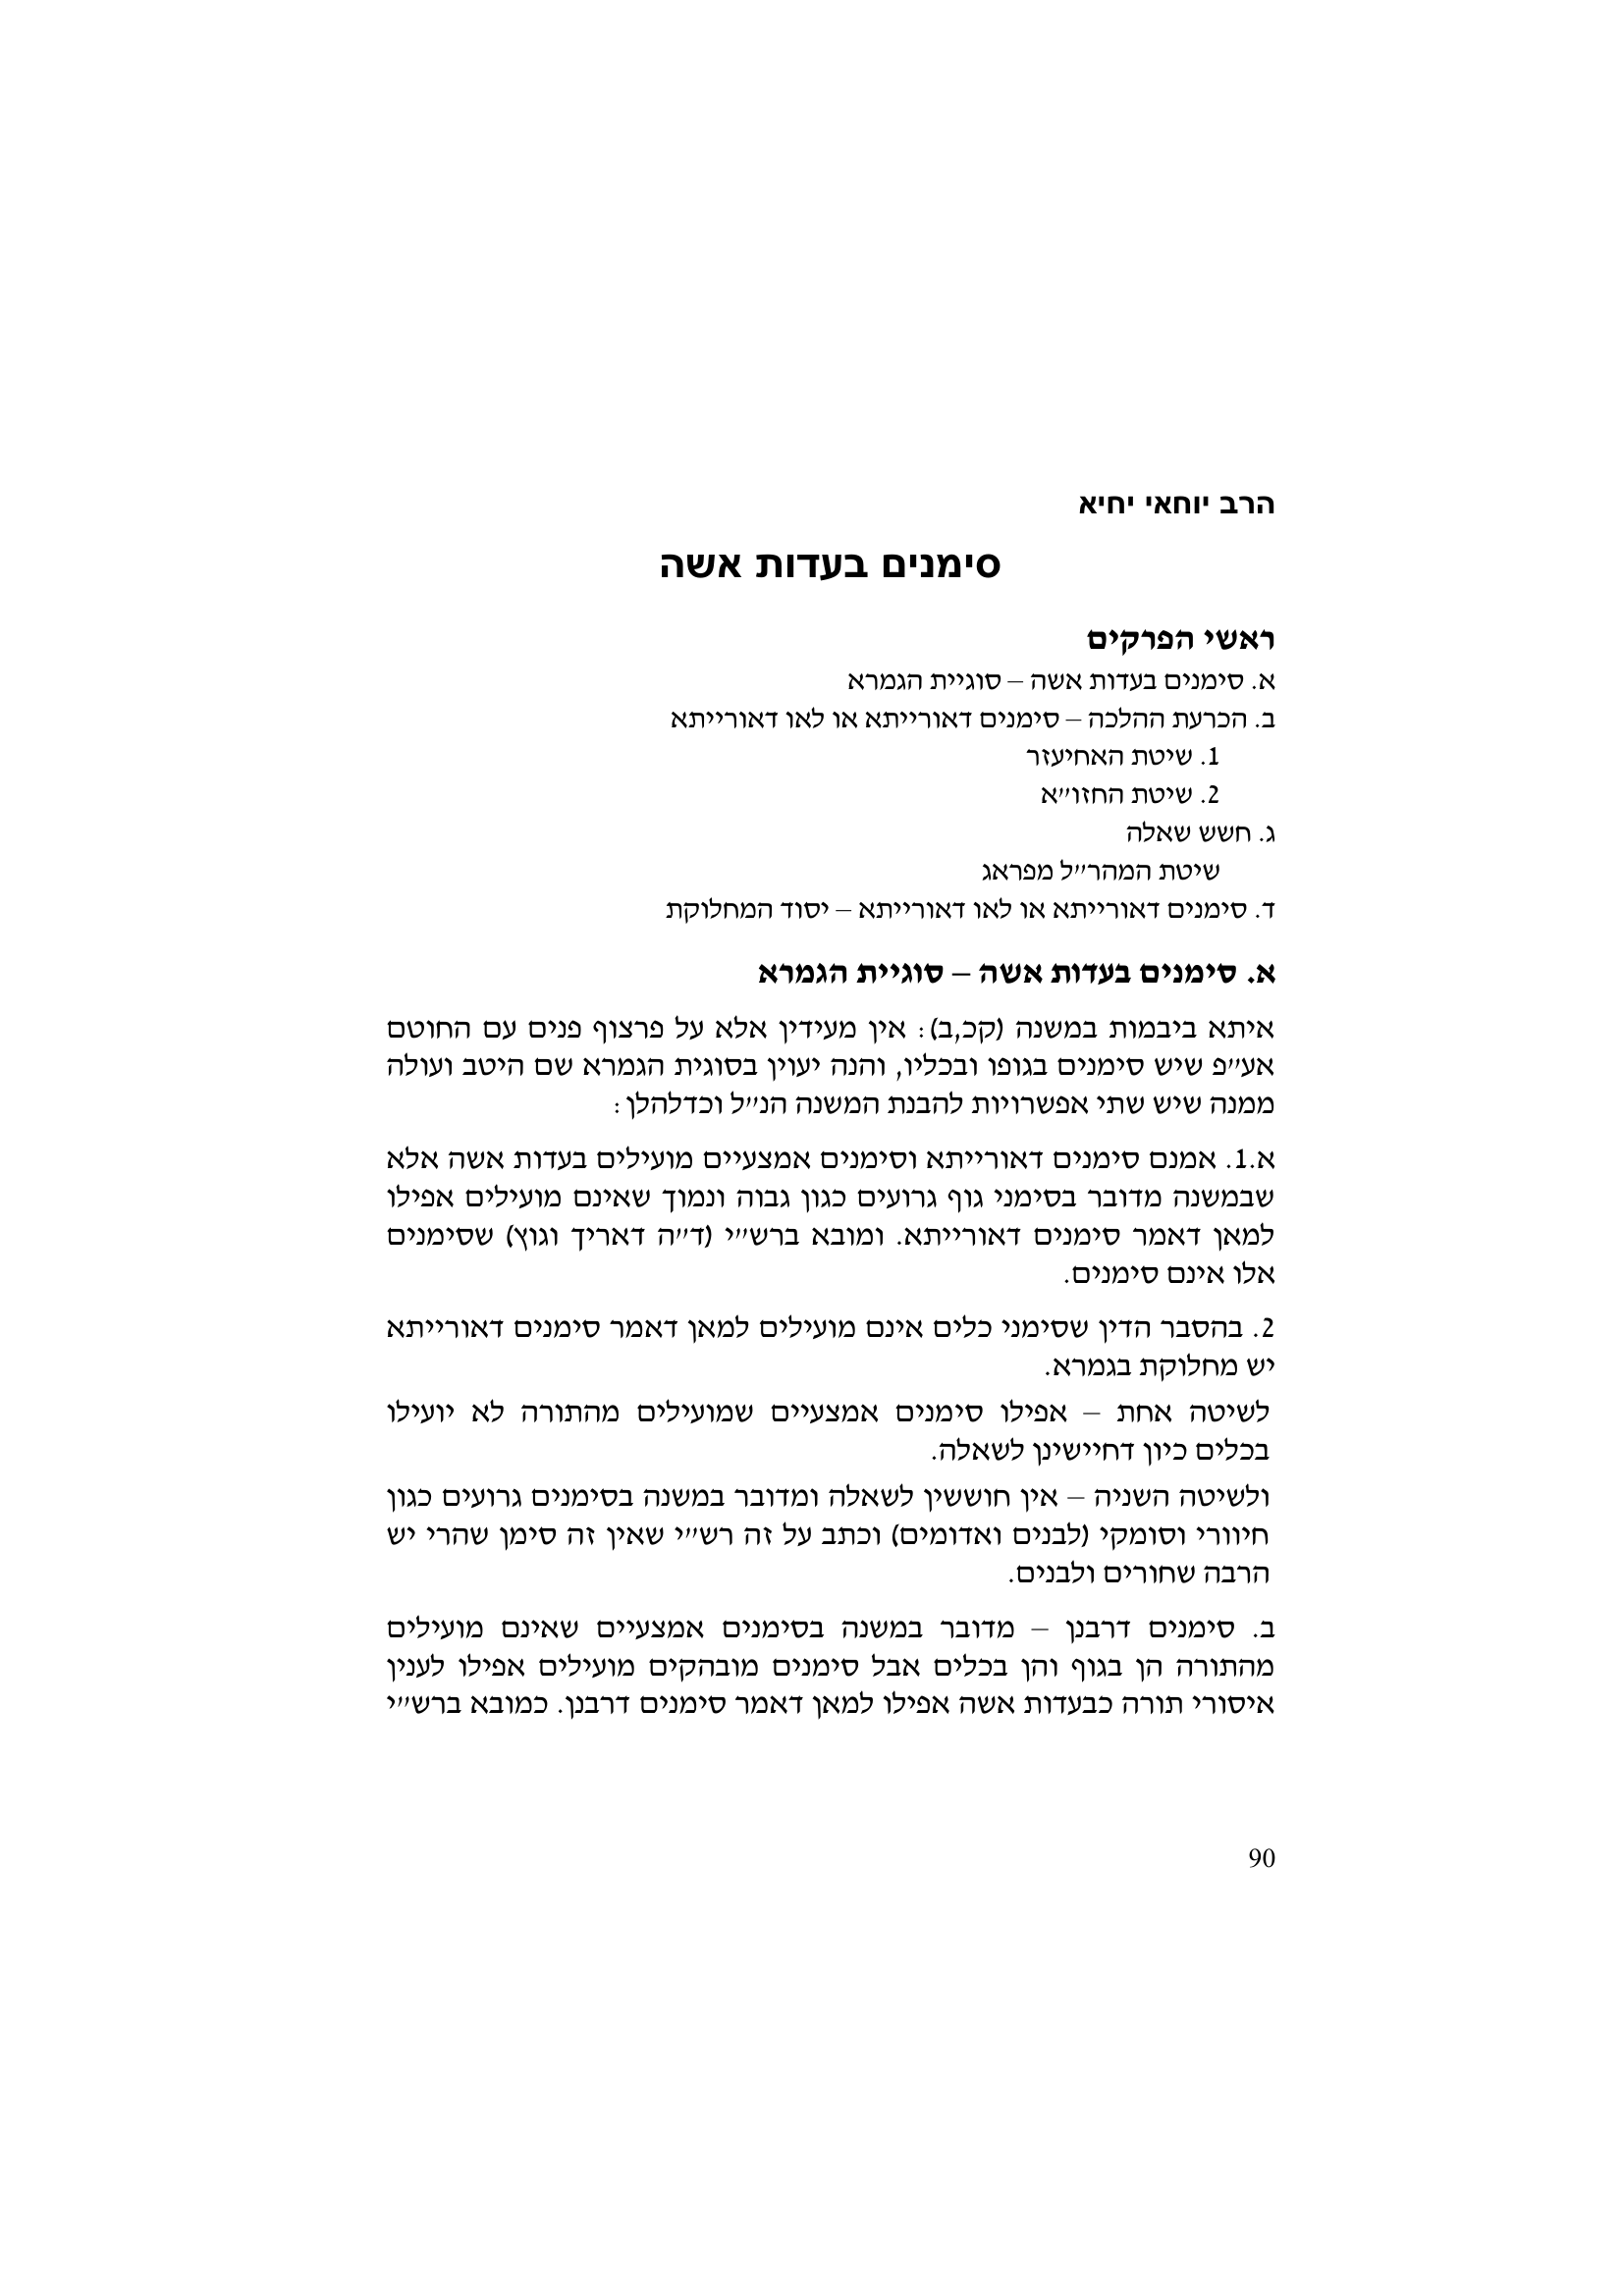 הרב יוחאי יחיא
סימנים בעדות אשה
ראשי הפרקים
א. סימנים בעדות אשה – סוגיית הגמרא
ב. הכרעת ההלכה – סימנים דאורייתא או לאו דאורייתא
1. שיטת האחיעזר
2. שיטת החזו״א
ג. חשש שאלה
שיטת המהר״ל מפראג
ד. סימנים דאורייתא או לאו דאורייתא – יסוד המחלוקת
א. סימנים בעדות אשה – סוגיית הגמרא
איתא ביבמות במשנה (קכ,ב): אין מעידין אלא על פרצוף פנים עם החוטם
אע״פ שיש סימנים בגופו ובכליו, והנה יעוין בסוגית הגמרא שם היטב ועולה
ממנה שיש שתי אפשרויות להבנת המשנה הנ״ל וכדלהלן:
א.1. אמנם סימנים דאורייתא וסימנים אמצעיים מועילים בעדות אשה אלא
שבמשנה מדובר בסימני גוף גרועים כגון גבוה ונמוך שאינם מועילים אפילו
למאן דאמר סימנים דאורייתא. ומובא ברש״י (ד״ה דאריך וגוץ) שסימנים
אלו אינם סימנים.
2. בהסבר הדין שסימני כלים אינם מועילים למאן דאמר סימנים דאורייתא
יש מחלוקת בגמרא.
לשיטה אחת – אפילו סימנים אמצעיים שמועילים מהתורה לא יועילו
בכלים כיון דחיישינן לשאלה.
ולשיטה השניה – אין חוששין לשאלה ומדובר במשנה בסימנים גרועים כגון
חיוורי וסומקי (לבנים ואדומים) וכתב על זה רש״י שאין זה סימן שהרי יש
הרבה שחורים ולבנים.
ב. סימנים דרבנן – מדובר במשנה בסימנים אמצעיים שאינם מועילים
מהתורה הן בגוף והן בכלים אבל סימנים מובהקים מועילים אפילו לענין
איסורי תורה כבעדות אשה אפילו למאן דאמר סימנים דרבנן. כמובא ברש״י
90